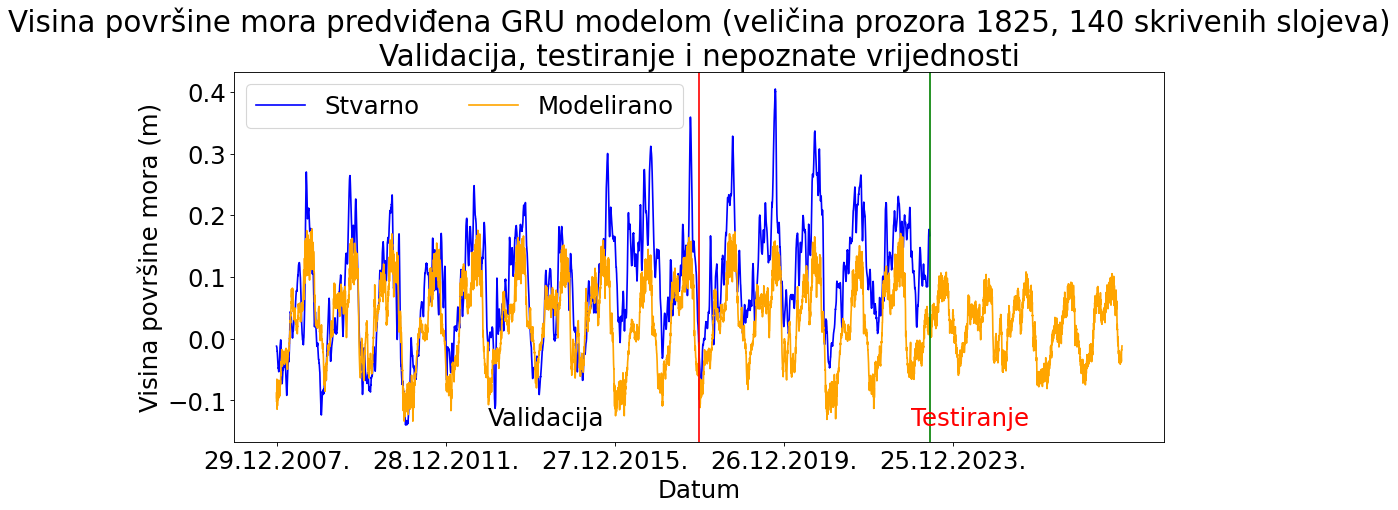 Visina površine mora predviđena GRU modelom (veličina prozora 1825, 140 skrivenih slojeva)
Validacija, testiranje i nepoznate vrijednosti
Stvarno
Modelirano
Visina površine mora (m)
0.4
0.3
0.2
0.1
0.0
−0.1
Validacija
Testiranje
29.12.2007.
28.12.2011.
27.12.2015.
26.12.2019.
25.12.2023.
Datum